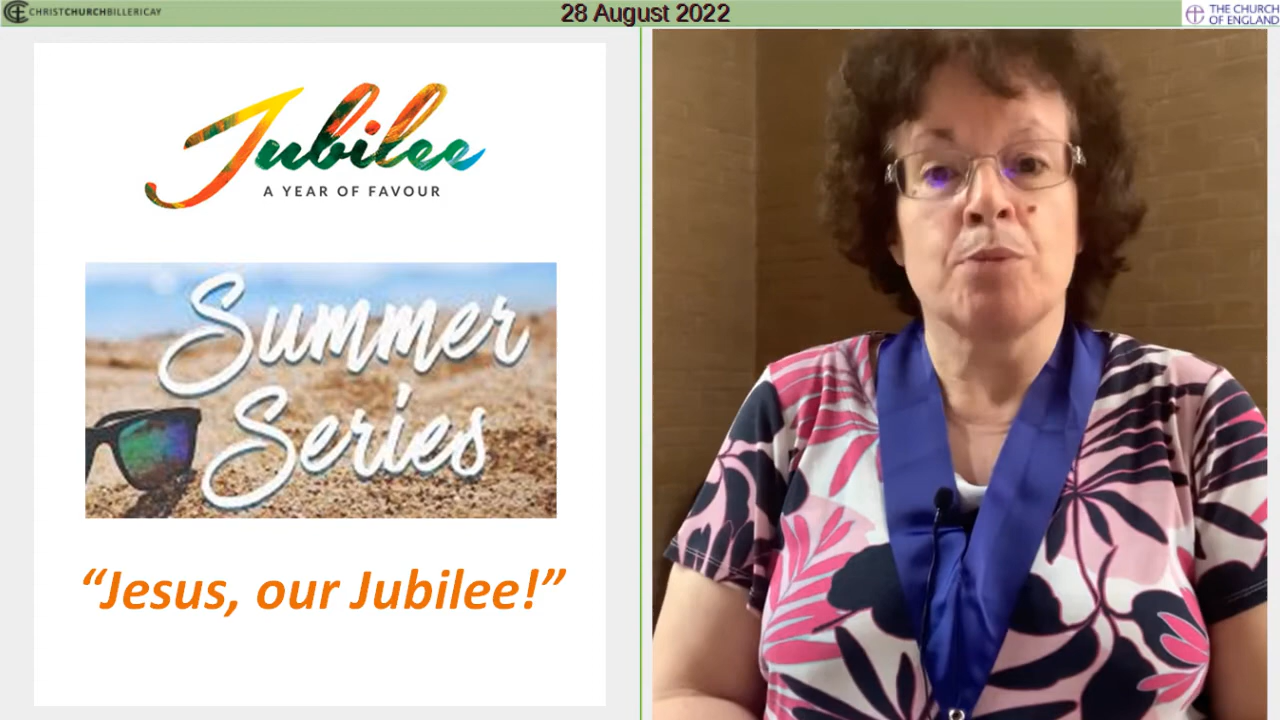 CHRISTCHURCHBILLERICAY
28 August 2022
THE CHURCH
OF ENGLAND
Jubilee
A YEAR OF FAVOUR
Summer
Series
“Jesus, our Jubilee!”